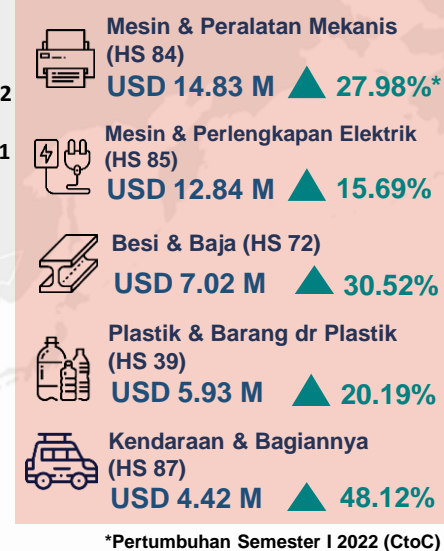 Mesin & Peralatan Mekanis
(HS 84)
USD 14.83 M 27.98%*
2
Mesin & Perlengkapan Elektrik
1
(HS 85)
USD 12.84 M 15.69%
Besi & Baja (HS 72)
USD 7.02 M 30.52%
Plastik & Barang dr Plastik
(HS 39)
USD 5.93 M 20.19%
Kendaraan & Bagiannya
(HS 87)
USD 4.42 M 48.12%
*Pertumbuhan Semester I 2022 (CtoC)